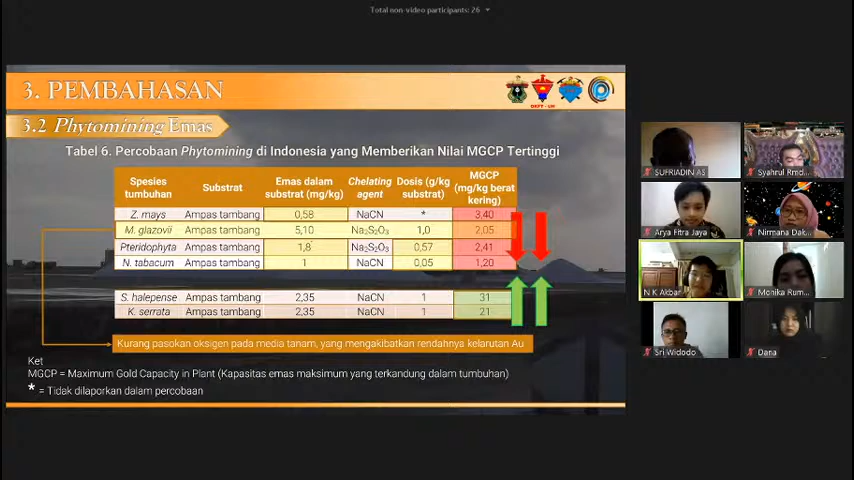 Total non-video participants: 26
3. PEMBAHASAN
3.2 Phytomining Emas
Tabel 6. Percobaan Phytomining di Indonesia yang Memberikan Nilai MGCP Tertinggi
Spesies tumbuhan Substrat Emas dalam substrat (mg/kg) Chelating agent Dosis (g/kg substrat) MGCP (mg/kg berat kering)
Z. mays Ampas tambang 0,58 NaCN * 3,40
M. glazovii Ampas tambang 5,10 Na₂S₂O₃ 1,0 2,05
Pteridophyta Ampas tambang 1,8 Na₂S₂O₃ 0,57 2,41
N. tabacum Ampas tambang 1 NaCN 0,05 1,20
S. halepense Ampas tambang 2,35 NaCN 1 31
K. serrata Ampas tambang 2,35 NaCN 1 21
Kurang pasokan oksigen pada media tanam, yang mengakibatkan rendahnya kelarutan Au
Ket
MGCP = Maximum Gold Capacity in Plant (Kapasitas emas maksimum yang terkandung dalam tumbuhan)
* = Tidak dilaporkan dalam percobaan
SUFRIADIN AS
Syahrul Rmd...
Arya Fitra Jaya
Nirmana Dak...
N K Akbar
Monika Rum...
Sri Widodo
Dana